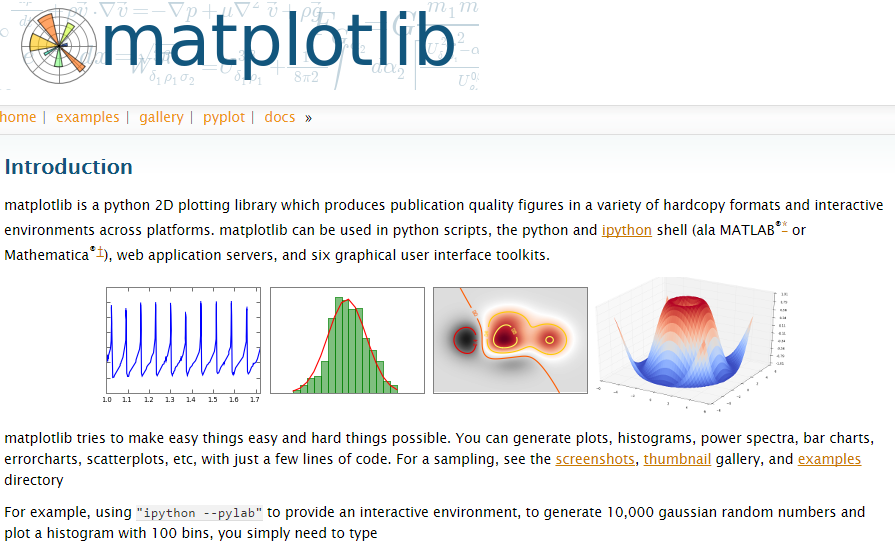 matplotlib
home | examples | gallery | pyplot | docs »
Introduction
matplotlib is a python 2D plotting library which produces publication quality figures in a variety of hardcopy formats and interactive
environments across platforms. matplotlib can be used in python scripts, the python and ipython shell (ala MATLAB®* or
Mathematica®†), web application servers, and six graphical user interface toolkits.
1.0 1.1 1.2 1.3 1.4 1.5 1.6 1.7
matplotlib tries to make easy things easy and hard things possible. You can generate plots, histograms, power spectra, bar charts,
errorcharts, scatterplots, etc, with just a few lines of code. For a sampling, see the screenshots, thumbnail gallery, and examples
directory
For example, using "ipython --pylab" to provide an interactive environment, to generate 10,000 gaussian random numbers and
plot a histogram with 100 bins, you simply need to type